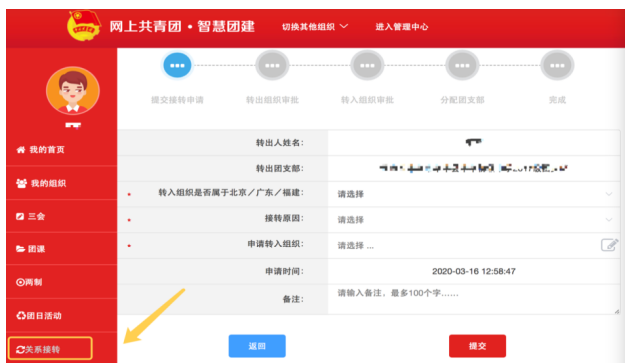 网上共青团·智慧团建 切换其他组织 进入管理中心
提交接转申请 转出组织审批 转入组织审批 分配团支部 完成
我的首页
我的组织
三会
团课
两制
团日活动
关系接转
转出人姓名:
转出团支部:
* 转入组织是否属于北京/广东/福建: 请选择
* 接转原因: 请选择
* 申请转入组织: 请选择 ...
申请时间: 2020-03-16 12:58:47
备注: 请输入备注，最多100个字......
返回 提交